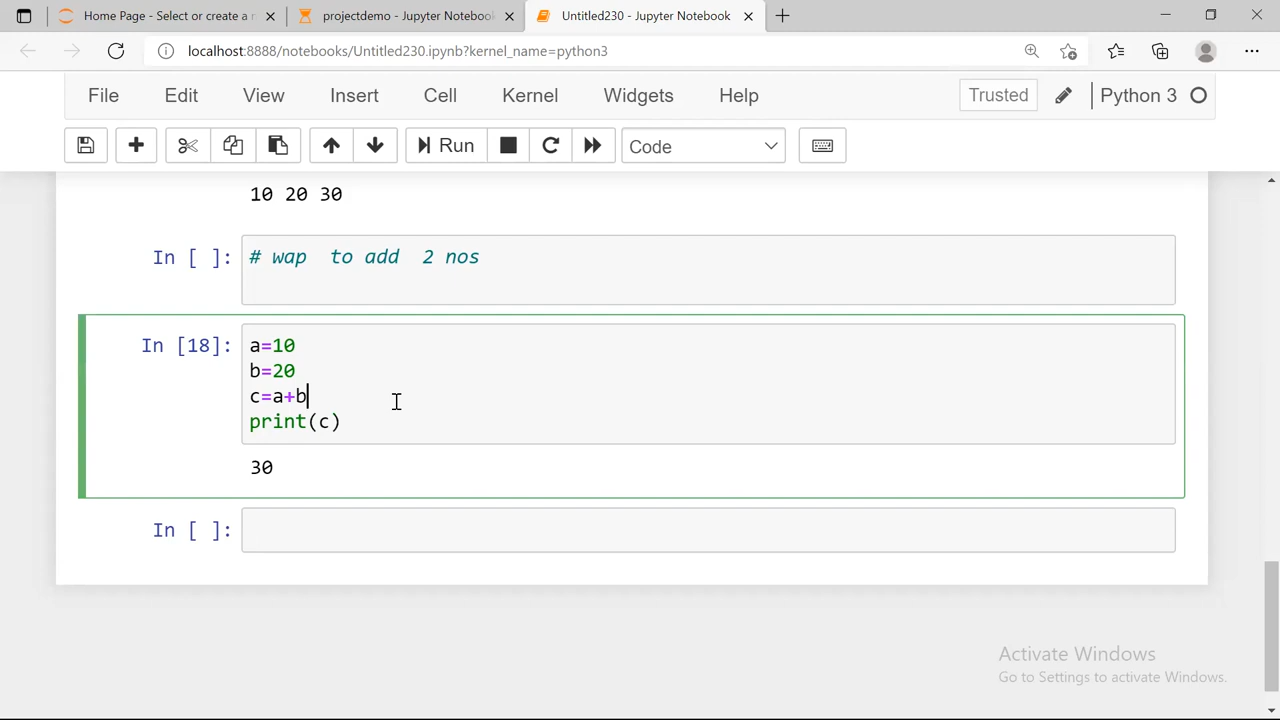 Home Page - Select or create a n
projectdemo - Jupyter Notebook
Untitled230 - Jupyter Notebook
localhost:8888/notebooks/Untitled230.ipynb?kernel_name=python3
File Edit View Insert Cell Kernel Widgets Help Trusted Python 3
Run Code
10 20 30
In [ ]: # wap to add 2 nos
In [18]: a=10
b=20
c=a+b
print(c)
30
In [ ]:
Activate Windows
Go to Settings to activate Windows.